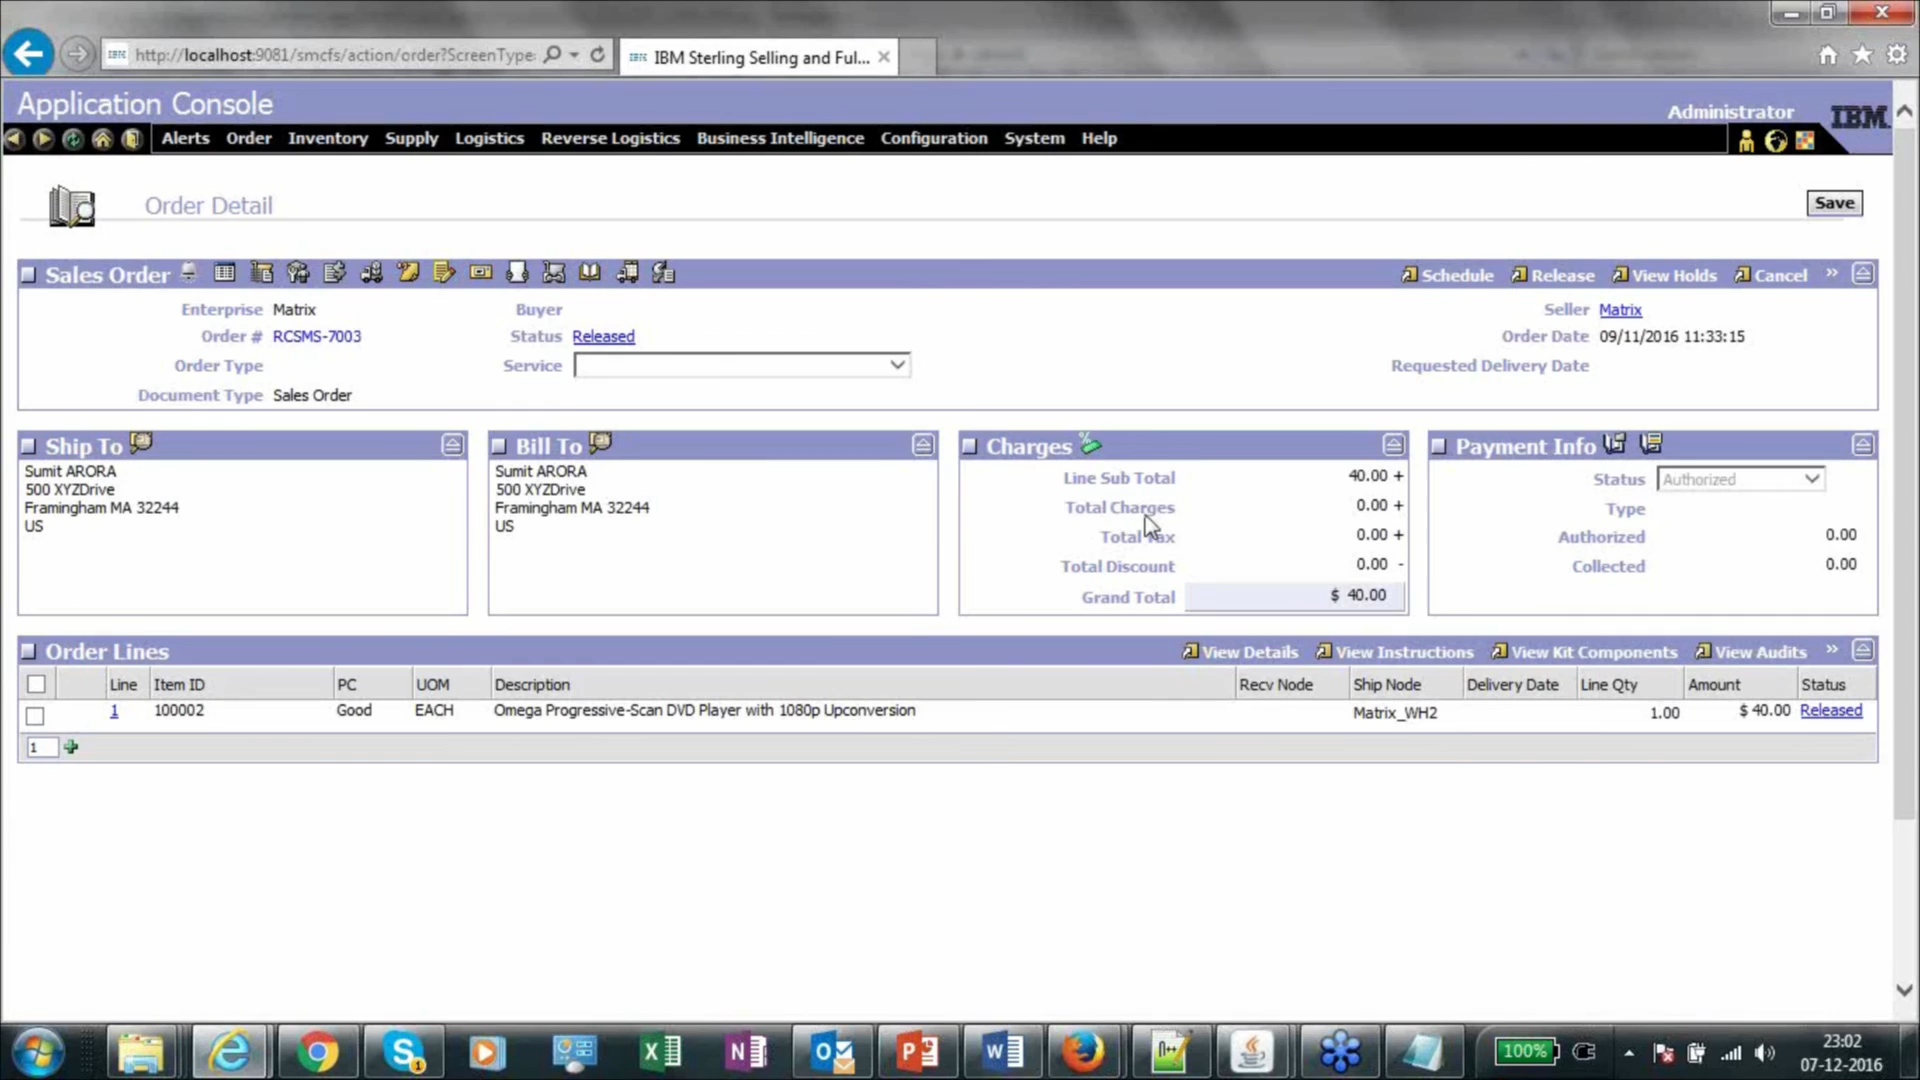 http://localhost:9081/smcfs/action/order?ScreenType
IBM Sterling Selling and Ful...
Application Console
Administrator
IBM
Alerts Order Inventory Supply Logistics Reverse Logistics Business Intelligence Configuration System Help
Order Detail
Save
Sales Order
Schedule Release View Holds Cancel »
Enterprise Matrix
Buyer
Seller Matrix
Order # RCSMS-7003
Status Released
Order Date 09/11/2016 11:33:15
Order Type
Service
Requested Delivery Date
Document Type Sales Order
Ship To
Sumit ARORA
500 XYZDrive
Framingham MA 32244
US
Bill To
Sumit ARORA
500 XYZDrive
Framingham MA 32244
US
Charges
Line Sub Total 40.00 +
Total Charges 0.00 +
Total Tax 0.00 +
Total Discount 0.00 -
Grand Total $ 40.00
Payment Info
Status Authorized
Type
Authorized 0.00
Collected 0.00
Order Lines
View Details View Instructions View Kit Components View Audits »
Line Item ID PC UOM Description Recv Node Ship Node Delivery Date Line Qty Amount Status
1 100002 Good EACH Omega Progressive-Scan DVD Player with 1080p Upconversion Matrix_WH2 1.00 $ 40.00 Released
1
100%
23:02
07-12-2016